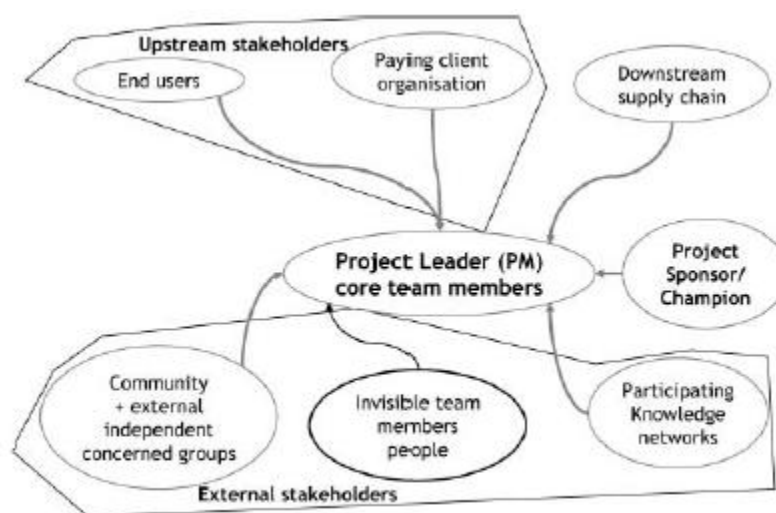 Upstream stakeholders
End users
Paying client
organisation
Downstream
supply chain
Project Leader (PM)
core team members
Project
Sponsor/
Champion
Community
+ external
independent
concerned groups
Invisible team
members
people
Participating
Knowledge
networks
External stakeholders